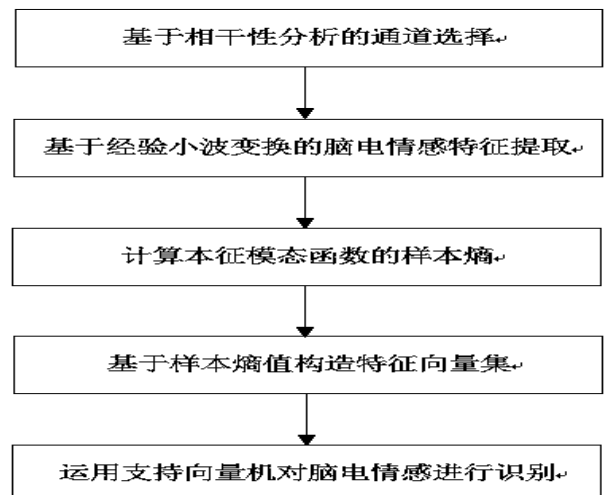 基于相干性分析的通道选择
基于经验小波变换的脑电情感特征提取
计算本征模态函数的样本熵
基于样本熵值构造特征向量集
运用支持向量机对脑电情感进行识别